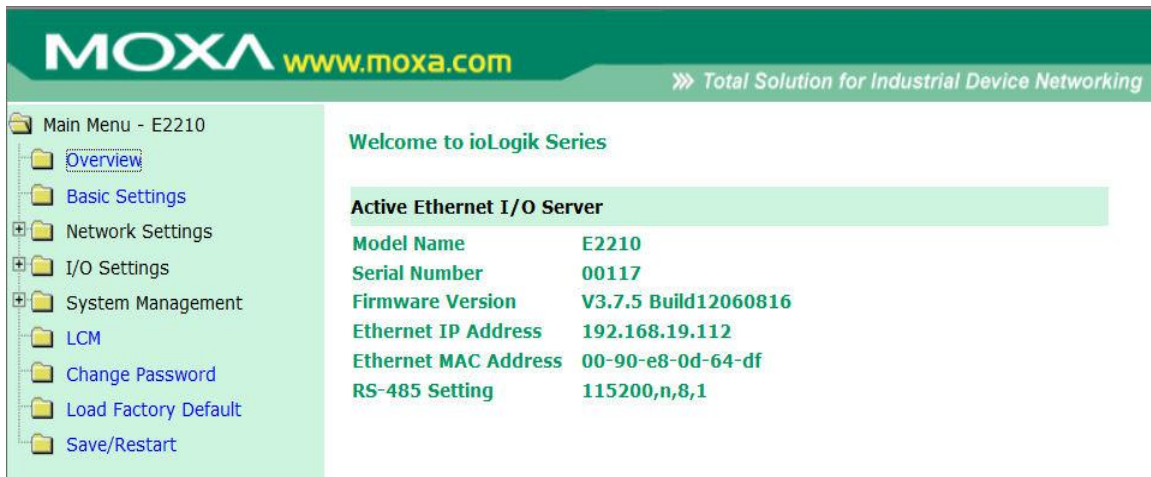 MOXA www.moxa.com
Total Solution for Industrial Device Networking
Main Menu - E2210
Overview
Basic Settings
Network Settings
I/O Settings
System Management
LCM
Change Password
Load Factory Default
Save/Restart
Welcome to ioLogik Series
Active Ethernet I/O Server
Model Name E2210
Serial Number 00117
Firmware Version V3.7.5 Build12060816
Ethernet IP Address 192.168.19.112
Ethernet MAC Address 00-90-e8-0d-64-df
RS-485 Setting 115200,n,8,1